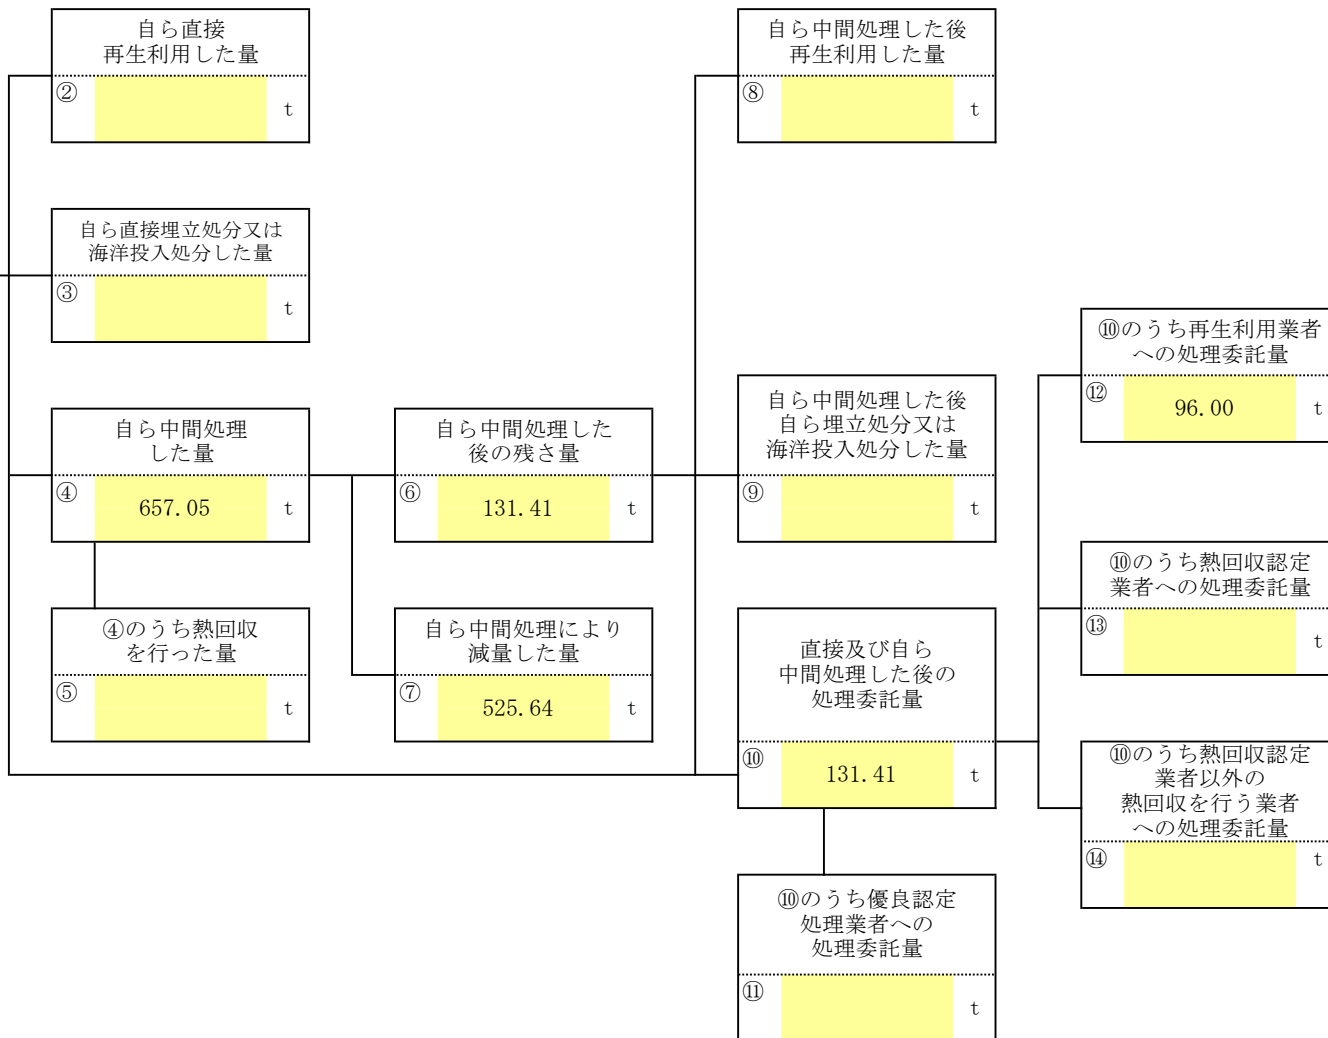 自ら直接
再生利用した量
②
t
自ら中間処理した後
再生利用した量
⑧
t
自ら直接埋立処分又は
海洋投入処分した量
③
t
⑩のうち再生利用業者
への処理委託量
⑫
96.00
t
自ら中間処理
した量
④
657.05
t
自ら中間処理した
後の残さ量
⑥
131.41
t
自ら中間処理した後
自ら埋立処分又は
海洋投入処分した量
⑨
t
⑩のうち熱回収認定
業者への処理委託量
⑬
t
④のうち熱回収
を行った量
⑤
t
自ら中間処理により
減量した量
⑦
525.64
t
直接及び自ら
中間処理した後の
処理委託量
⑩
131.41
t
⑩のうち熱回収認定
業者以外の
熱回収を行う業者
への処理委託量
⑭
t
⑩のうち優良認定
処理業者への
処理委託量
⑪
t